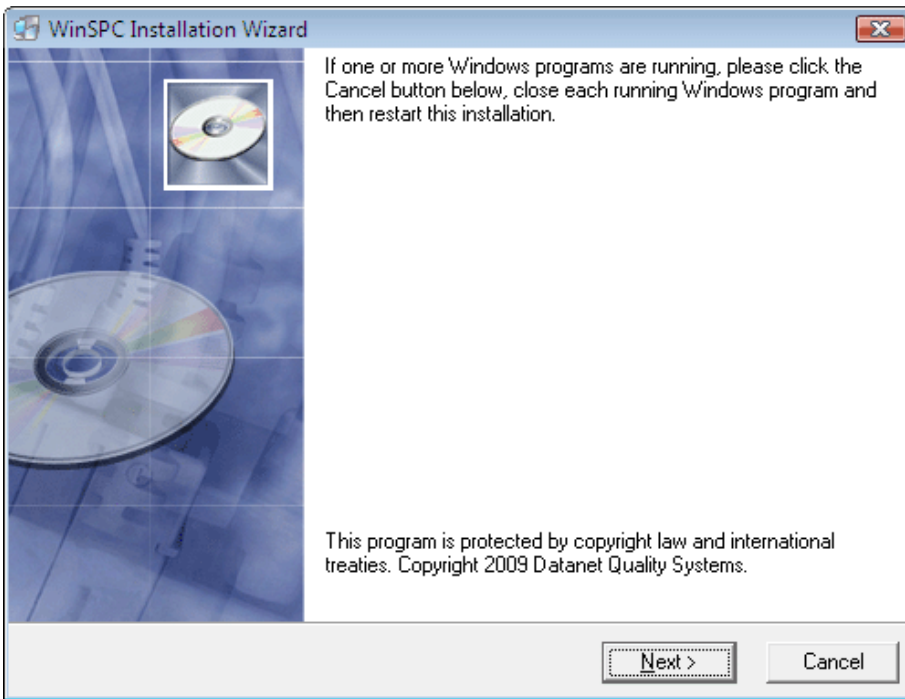 WinSPC Installation Wizard
If one or more Windows programs are running, please click the
Cancel button below, close each running Windows program and
then restart this installation.
This program is protected by copyright law and international
treaties. Copyright 2009 Datanet Quality Systems.
Next >
Cancel